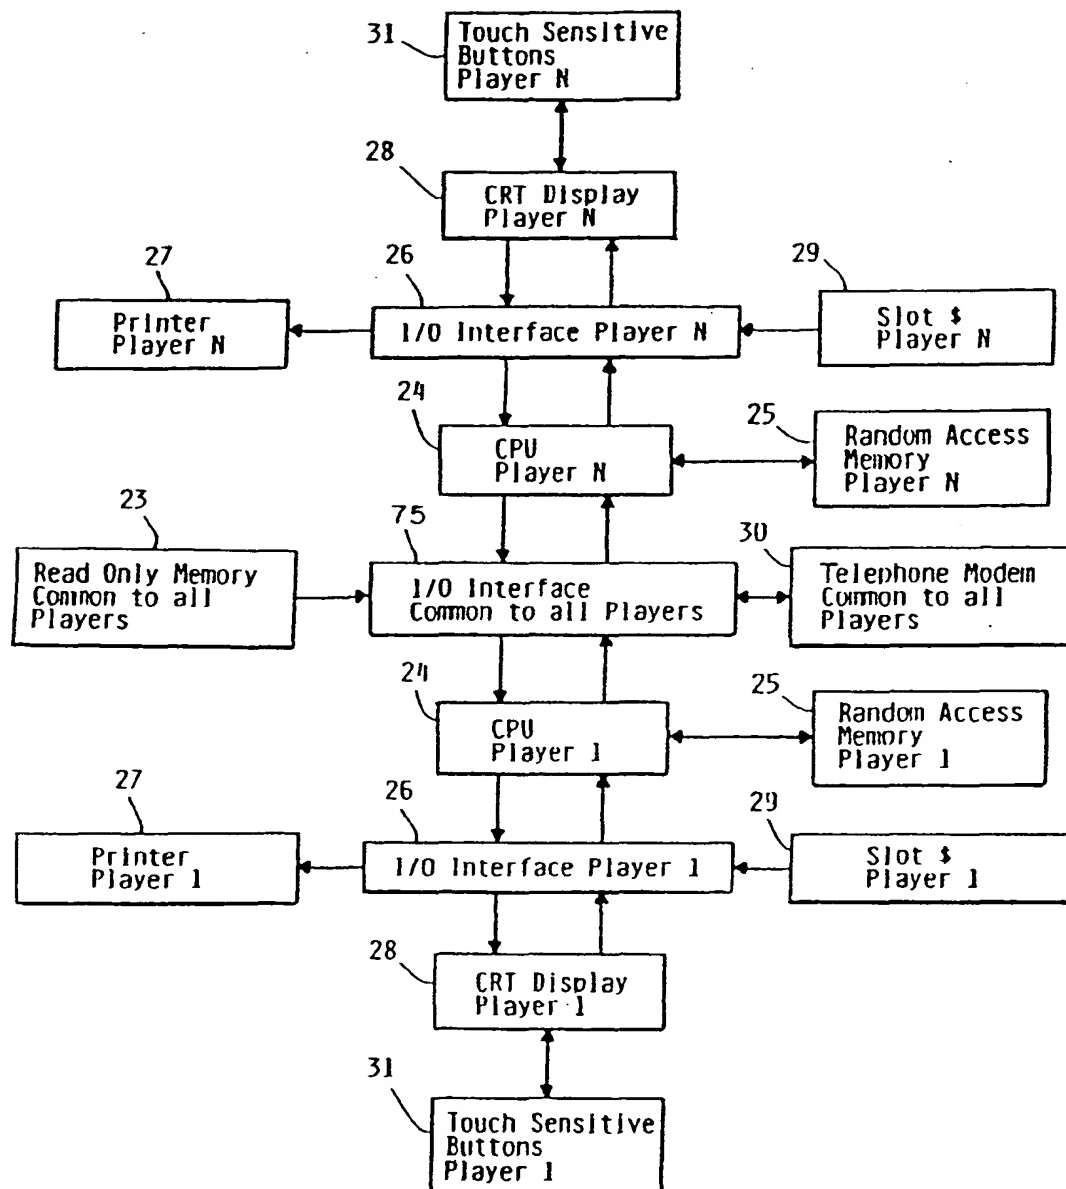 31
Touch Sensitive
Buttons
Player N
28
CRT Display
Player N
27
26
29
Printer
Player N
I/O Interface Player N
Slot $
Player N
24
25
CPU
Player N
Random Access
Memory
Player N
23
75
30
Read Only Memory
Common to all
Players
I/O Interface
Common to all Players
Telephone Modem
Common to all
Players
24
25
CPU
Player 1
Random Access
Memory
Player 1
27
26
29
Printer
Player 1
I/O Interface Player 1
Slot $
Player 1
28
CRT Display
Player 1
31
Touch Sensitive
Buttons
Player 1